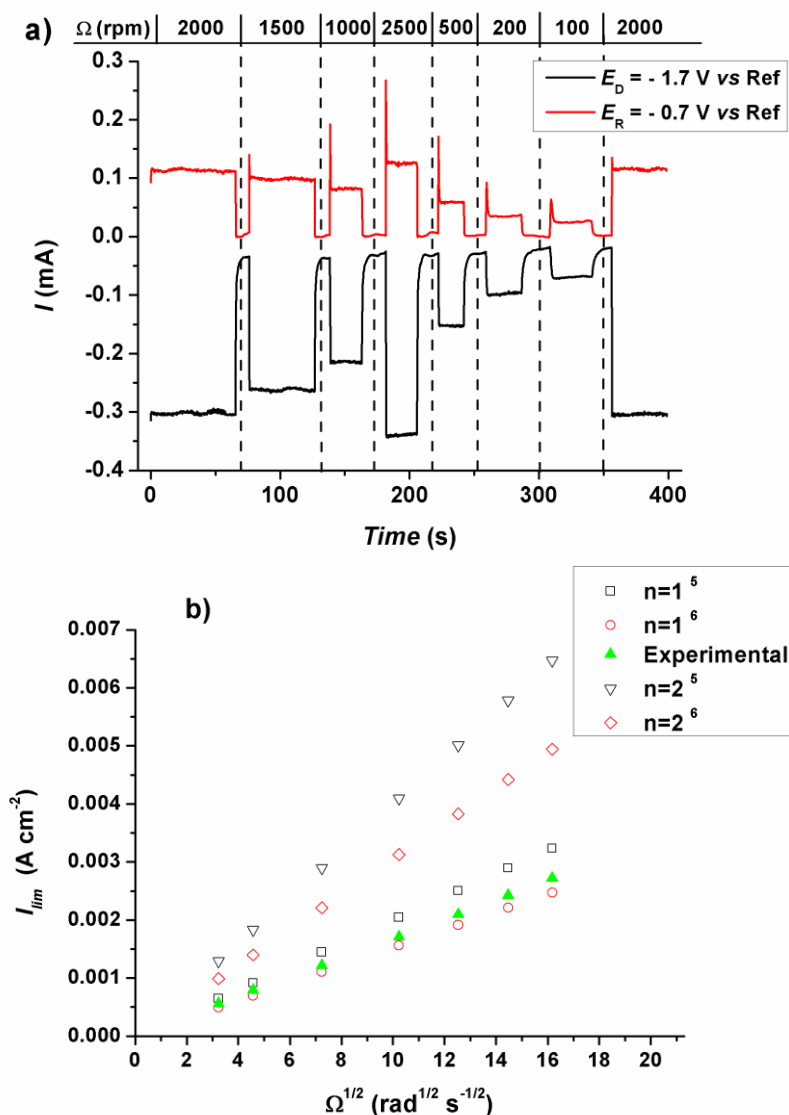 a)
Ω (rpm) 2000 1500 1000 2500 500 200 100 2000
0.3
0.2
0.1
0.0
-0.1
-0.2
-0.3
-0.4
I (mA)
E_D = - 1.7 V vs Ref
E_R = - 0.7 V vs Ref
0 100 200 300 400
Time (s)
b)
n=1 ⁵
n=1 ⁶
Experimental
n=2 ⁵
n=2 ⁶
0.007
0.006
0.005
0.004
0.003
0.002
0.001
0.000
I_lim (A cm⁻²)
0 2 4 6 8 10 12 14 16 18 20
Ω^1/2 (rad^1/2 s^-1/2)